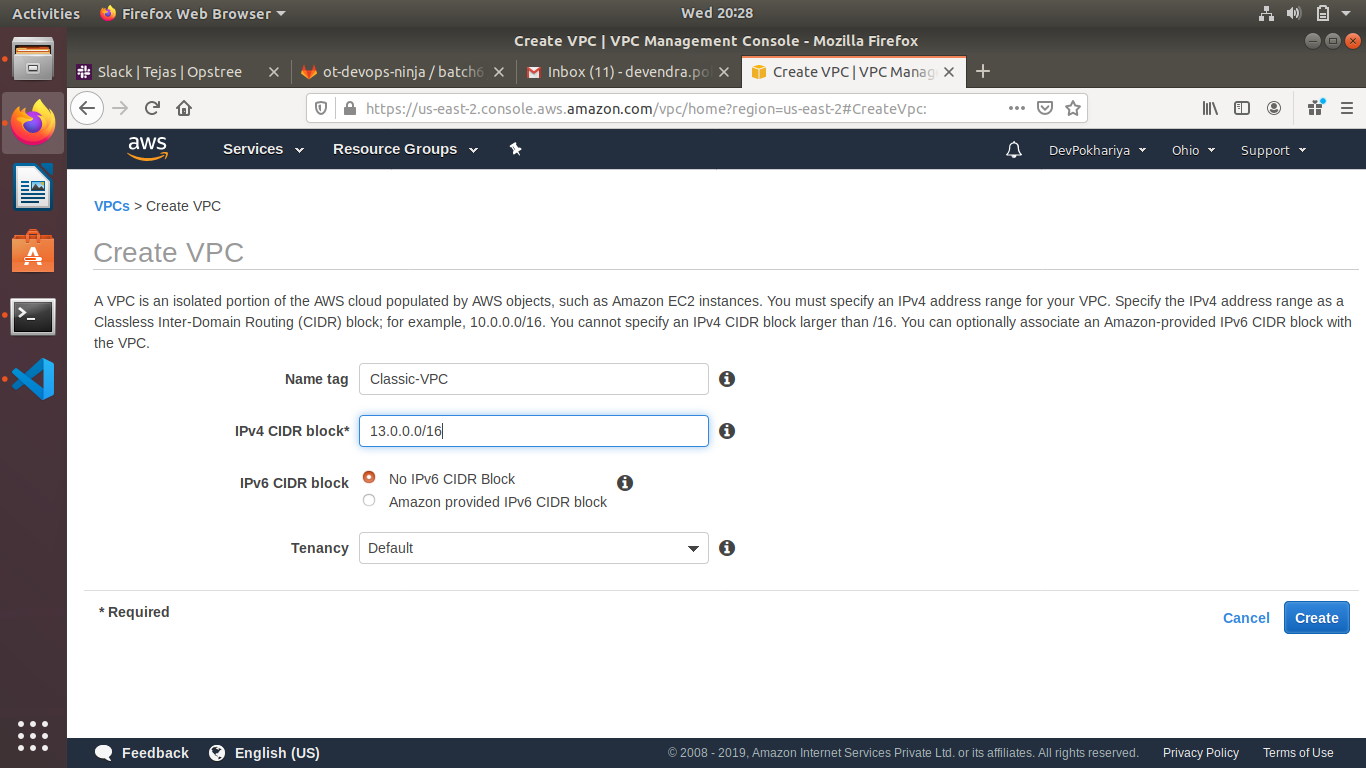 Activities Firefox Web Browser Wed 20:28
Create VPC | VPC Management Console - Mozilla Firefox
Slack | Tejas | Opstree ot-devops-ninja / batch6 Inbox (11) - devendra.po Create VPC | VPC Manag
https://us-east-2.console.aws.amazon.com/vpc/home?region=us-east-2#CreateVpc:
aws Services Resource Groups DevPokhariya Ohio Support
VPCs > Create VPC
Create VPC
A VPC is an isolated portion of the AWS cloud populated by AWS objects, such as Amazon EC2 instances. You must specify an IPv4 address range for your VPC. Specify the IPv4 address range as a
Classless Inter-Domain Routing (CIDR) block; for example, 10.0.0.0/16. You cannot specify an IPv4 CIDR block larger than /16. You can optionally associate an Amazon-provided IPv6 CIDR block with
the VPC.
Name tag Classic-VPC
IPv4 CIDR block* 13.0.0.0/16
IPv6 CIDR block No IPv6 CIDR Block
Amazon provided IPv6 CIDR block
Tenancy Default
* Required
Cancel Create
Feedback English (US) © 2008 - 2019, Amazon Internet Services Private Ltd. or its affiliates. All rights reserved. Privacy Policy Terms of Use